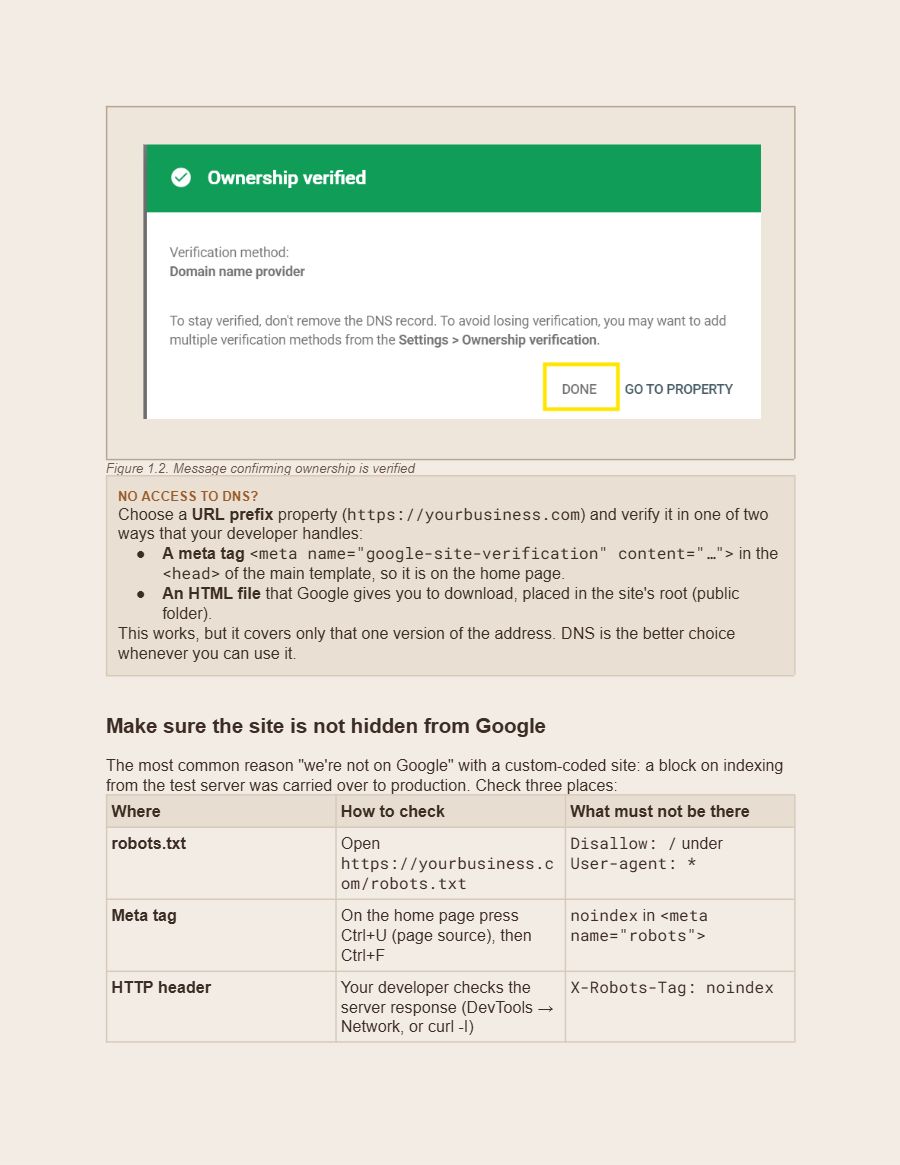 Ownership verified
Verification method:
Domain name provider
To stay verified, don't remove the DNS record. To avoid losing verification, you may want to add
multiple verification methods from the Settings > Ownership verification.
DONE GO TO PROPERTY
Figure 1.2. Message confirming ownership is verified
NO ACCESS TO DNS?
Choose a URL prefix property (https://yourbusiness.com) and verify it in one of two
ways that your developer handles:
● A meta tag <meta name="google-site-verification" content="…"> in the
<head> of the main template, so it is on the home page.
● An HTML file that Google gives you to download, placed in the site's root (public
folder).
This works, but it covers only that one version of the address. DNS is the better choice
whenever you can use it.
Make sure the site is not hidden from Google
The most common reason "we're not on Google" with a custom-coded site: a block on indexing
from the test server was carried over to production. Check three places:
Where How to check What must not be there
robots.txt
Open
https://yourbusiness.c
om/robots.txt
Disallow: / under
User-agent: *
Meta tag
On the home page press
Ctrl+U (page source), then
Ctrl+F
noindex in <meta
name="robots">
HTTP header
Your developer checks the
server response (DevTools →
Network, or curl -I)
X-Robots-Tag: noindex